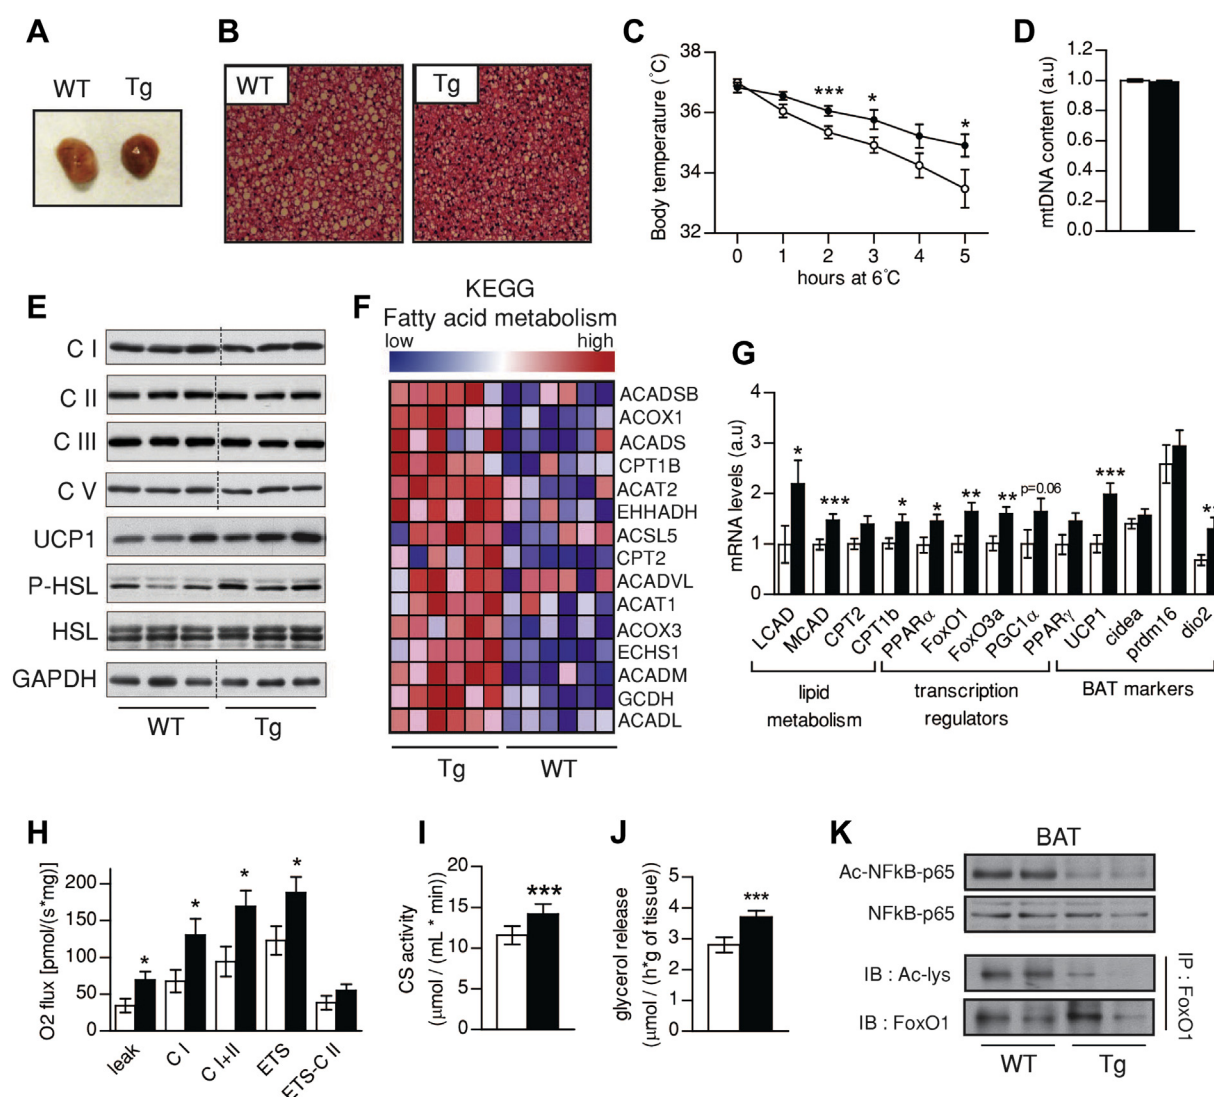 A
WT Tg
B
WT
Tg
C
Body temperature (°C)
38
36
34
32
***
*
*
0 1 2 3 4 5
hours at 6°C
D
mtDNA content (a.u)
1.2
1.0
0.8
0.6
0.4
0.2
0.0
E
C I
C II
C III
C V
UCP1
P-HSL
HSL
GAPDH
WT Tg
F
KEGG
Fatty acid metabolism
low high
ACADSB
ACOX1
ACADS
CPT1B
ACAT2
EHHADH
ACSL5
CPT2
ACADVL
ACAT1
ACOX3
ECHS1
ACADM
GCDH
ACADL
Tg WT
G
mRNA levels (a.u)
4
3
2
1
0
* *** * * ** ** p=0.06 *** **
LCAD MCAD CPT2 CPT1b PPARα FoxO1 FoxO3a PGC1α PPARγ UCP1 cidea prdm16 dio2
lipid metabolism
transcription regulators
BAT markers
H
O2 flux [pmol/(s*mg)]
200
150
100
50
0
* * * *
leak C I C I+II ETS ETS-C II
I
CS activity
(µmol / (mL * min))
20
15
10
5
0
***
J
glycerol release
(µmol / (h*g of tissue))
5
4
3
2
1
0
***
K
BAT
Ac-NFkB-p65
NFkB-p65
IB : Ac-lys
IB : FoxO1
IP : FoxO1
WT Tg